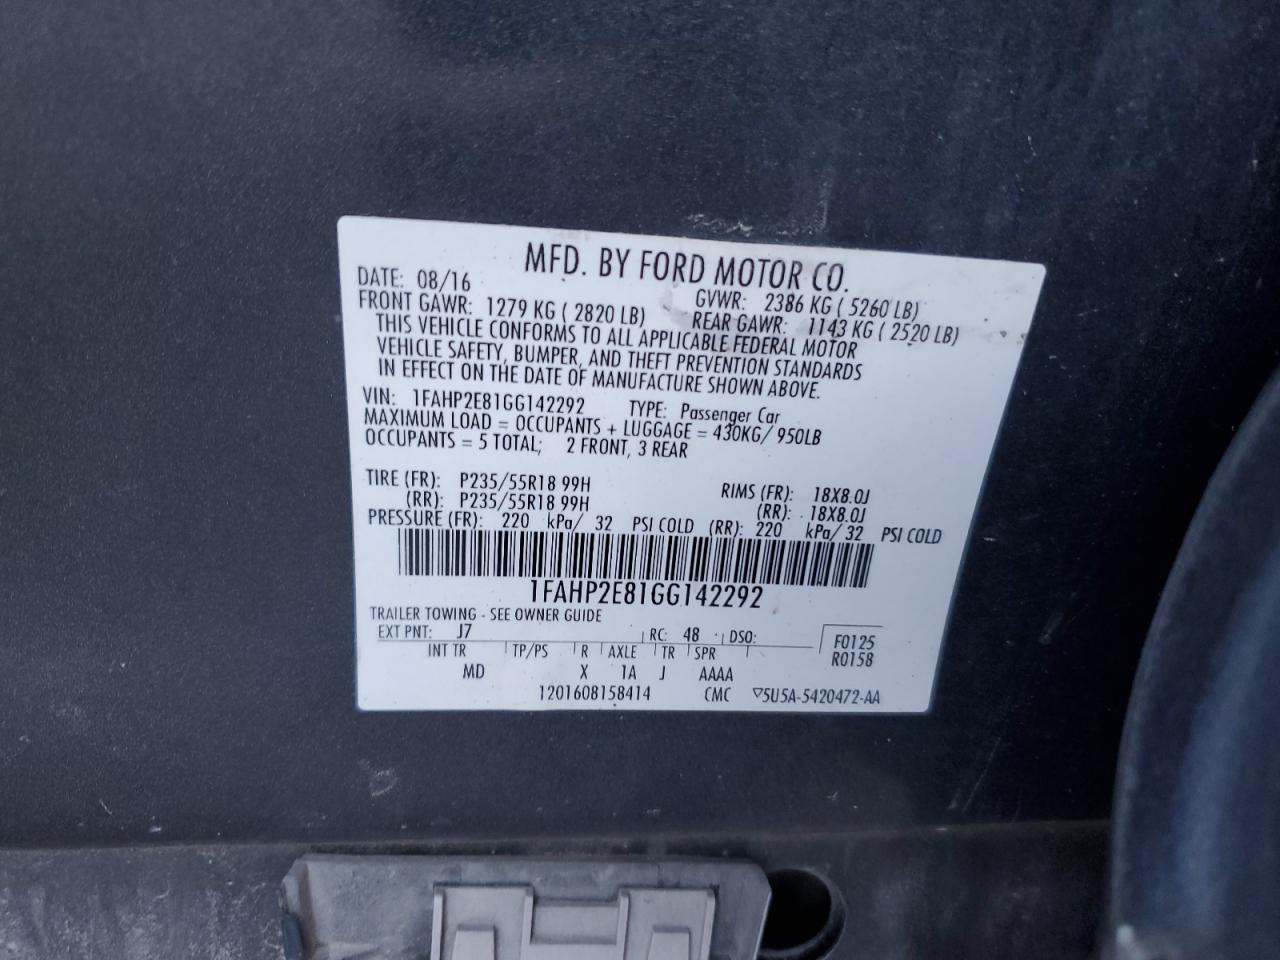 MFD. BY FORD MOTOR CO.
DATE: 08/16 GVWR: 2386 KG ( 5260 LB)
FRONT GAWR: 1279 KG ( 2820 LB) REAR GAWR: 1143 KG ( 2520 LB)
THIS VEHICLE CONFORMS TO ALL APPLICABLE FEDERAL MOTOR
VEHICLE SAFETY, BUMPER, AND THEFT PREVENTION STANDARDS
IN EFFECT ON THE DATE OF MANUFACTURE SHOWN ABOVE.
VIN: 1FAHP2E81GG142292 TYPE: Passenger Car
MAXIMUM LOAD = OCCUPANTS + LUGGAGE = 430KG/ 950LB
OCCUPANTS = 5 TOTAL; 2 FRONT, 3 REAR
TIRE (FR): P235/55R18 99H RIMS (FR): 18X8.0J
(RR): P235/55R18 99H (RR): 18X8.0J
PRESSURE (FR): 220 kPa/ 32 PSI COLD (RR): 220 kPa/ 32 PSI COLD
1FAHP2E81GG142292
TRAILER TOWING - SEE OWNER GUIDE
EXT PNT: J7 RC: 48 DSO: F0125
INT TR TP/PS R AXLE TR SPR R0158
MD X 1A J AAAA
1201608158414 CMC ▽5U5A-5420472-AA